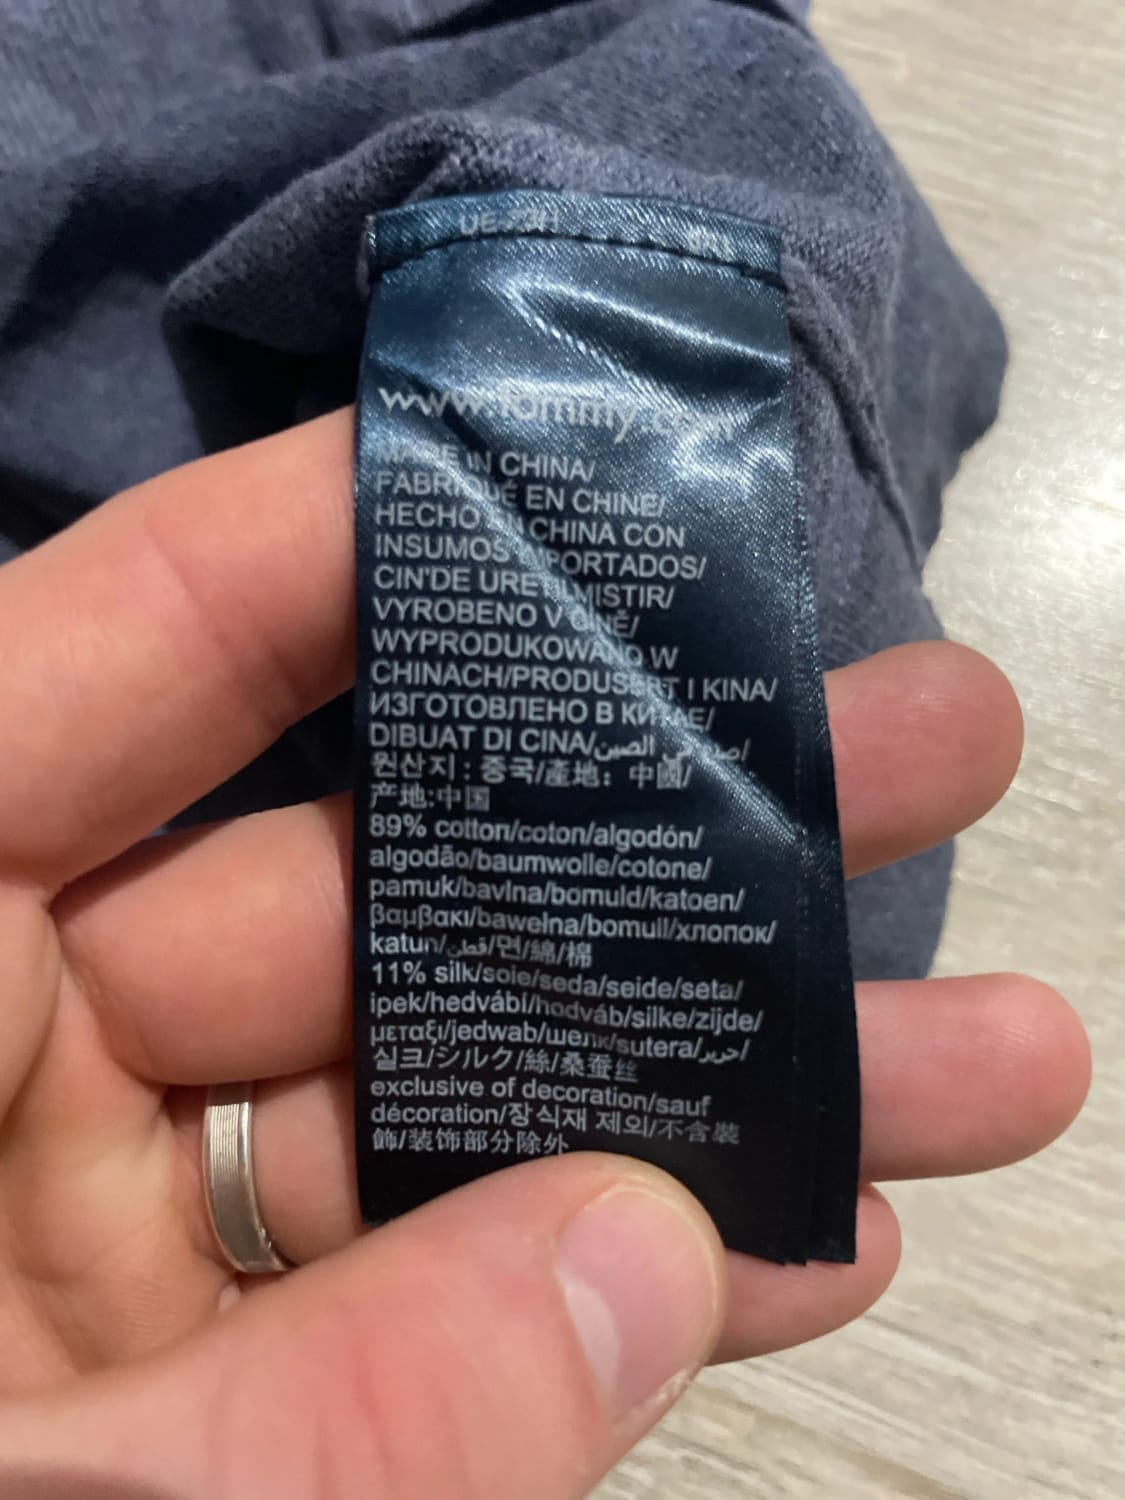 www.tommy.com
MADE IN CHINA/
FABRIQUÉ EN CHINE/
HECHO EN CHINA CON
INSUMOS IMPORTADOS/
CIN'DE URETILMISTIR/
VYROBENO V ČÍNĚ/
WYPRODUKOWANO W
CHINACH/PRODUSERT I KINA/
ИЗГОТОВЛЕНО В КИТАЕ/
DIBUAT DI CINA/صنع في الصين/
원산지 : 중국/產地：中國/
产地:中国
89% cotton/coton/algodón/
algodão/baumwolle/cotone/
pamuk/bavlna/bomuld/katoen/
βαμβακι/bawełna/bomull/хлопок/
katun/قطن/면/綿/棉
11% silk/soie/seda/seide/seta/
ipek/hedvábí/hodváb/silke/zijde/
μεταξι/jedwab/шелк/sutera/حرير/
실크/シルク/絲/桑蚕丝
exclusive of decoration/sauf
décoration/장식재 제외/不含裝
飾/装饰部分除外